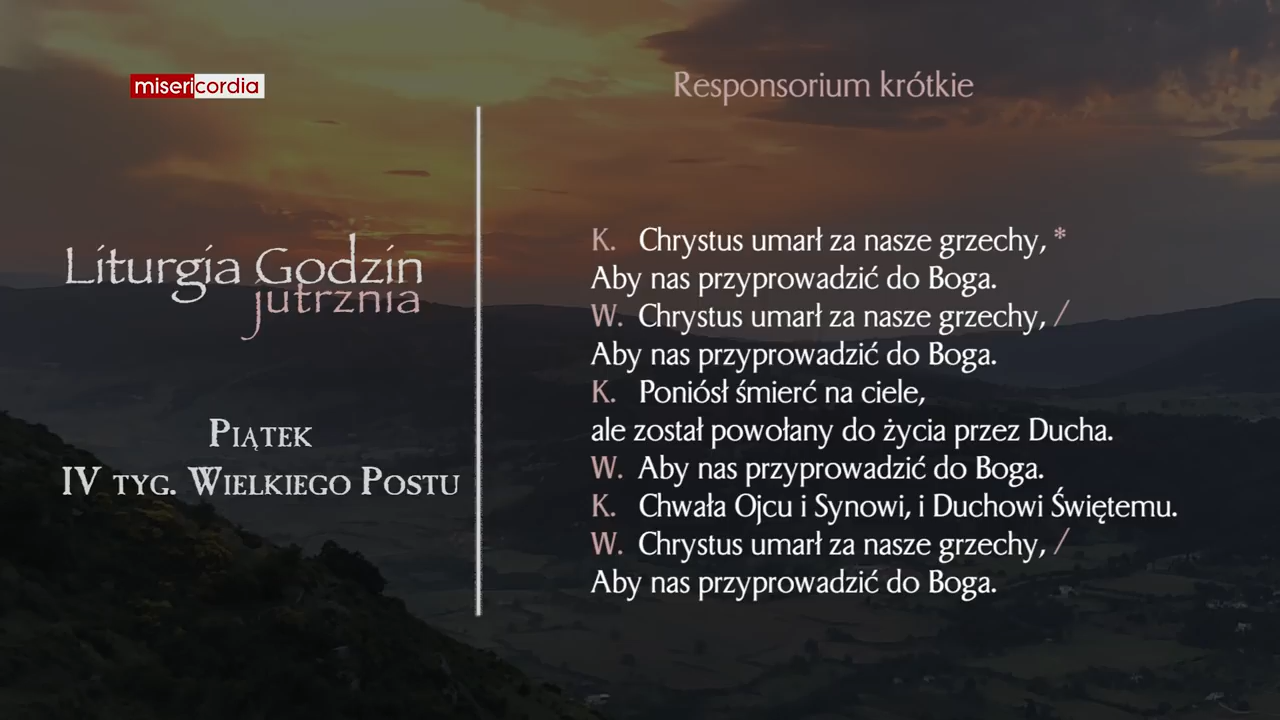 misericordia
Liturgia Godzin
jutrznia
Piątek
IV tyg. Wielkiego Postu
Responsorium krótkie
K. Chrystus umarł za nasze grzechy, *
Aby nas przyprowadzić do Boga.
W. Chrystus umarł za nasze grzechy, /
Aby nas przyprowadzić do Boga.
K. Poniósł śmierć na ciele,
ale został powołany do życia przez Ducha.
W. Aby nas przyprowadzić do Boga.
K. Chwała Ojcu i Synowi, i Duchowi Świętemu.
W. Chrystus umarł za nasze grzechy, /
Aby nas przyprowadzić do Boga.